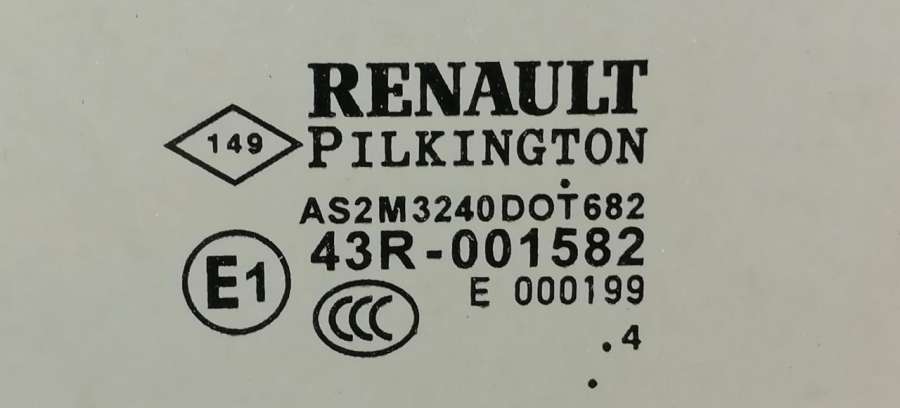 RENAULT
149
PILKINGTON
AS2M3240DOT682
43R-001582
E1
E 000199
CCC
.4